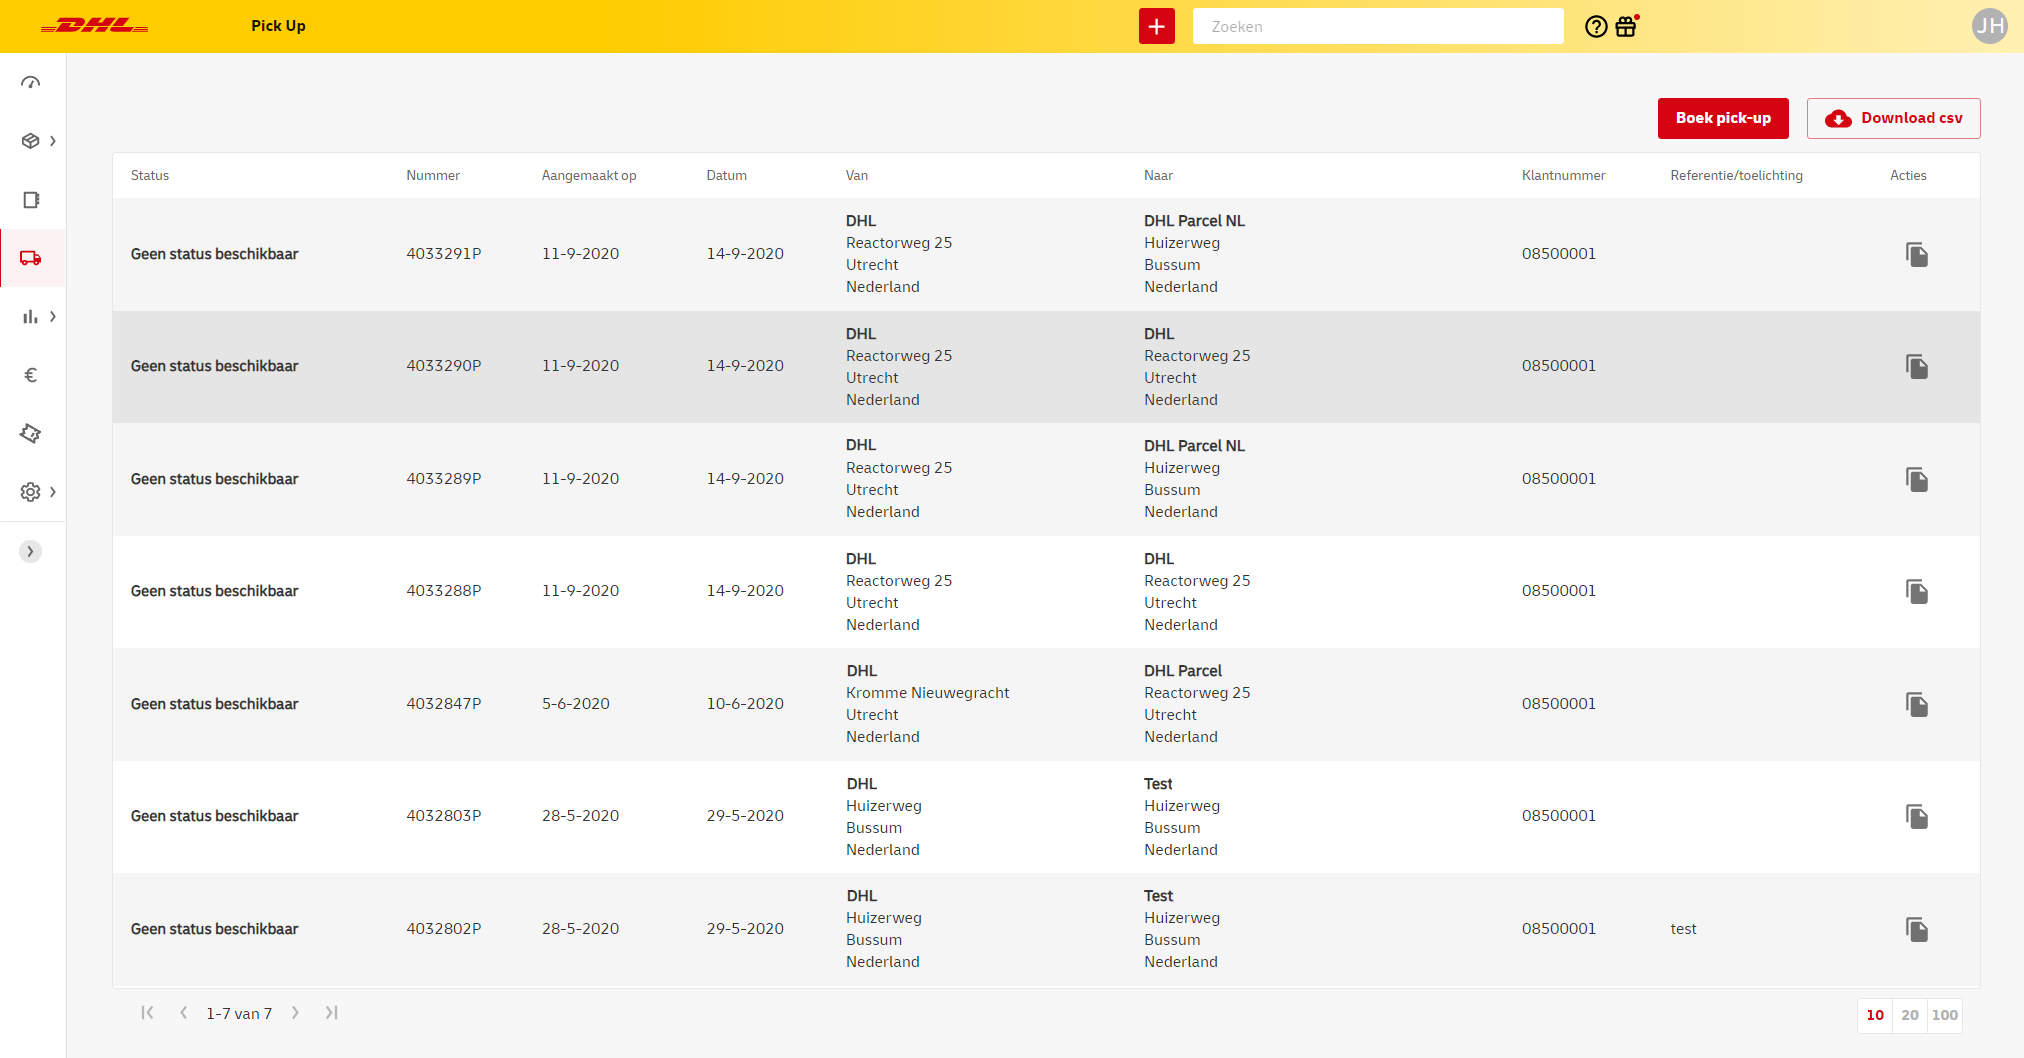 DHL
Pick Up
Zoeken
JH
Boek pick-up
Download csv
Status Nummer Aangemaakt op Datum Van Naar Klantnummer Referentie/toelichting Acties
Geen status beschikbaar 4033291P 11-9-2020 14-9-2020 DHL DHL Parcel NL 08500001
Reactorweg 25 Huizerweg
Utrecht Bussum
Nederland Nederland
Geen status beschikbaar 4033290P 11-9-2020 14-9-2020 DHL DHL 08500001
Reactorweg 25 Reactorweg 25
Utrecht Utrecht
Nederland Nederland
Geen status beschikbaar 4033289P 11-9-2020 14-9-2020 DHL DHL Parcel NL 08500001
Reactorweg 25 Huizerweg
Utrecht Bussum
Nederland Nederland
Geen status beschikbaar 4033288P 11-9-2020 14-9-2020 DHL DHL 08500001
Reactorweg 25 Reactorweg 25
Utrecht Utrecht
Nederland Nederland
Geen status beschikbaar 4032847P 5-6-2020 10-6-2020 DHL DHL Parcel 08500001
Kromme Nieuwegracht Reactorweg 25
Utrecht Utrecht
Nederland Nederland
Geen status beschikbaar 4032803P 28-5-2020 29-5-2020 DHL Test 08500001
Huizerweg Huizerweg
Bussum Bussum
Nederland Nederland
Geen status beschikbaar 4032802P 28-5-2020 29-5-2020 DHL Test 08500001 test
Huizerweg Huizerweg
Bussum Bussum
Nederland Nederland
1-7 van 7
10 20 100